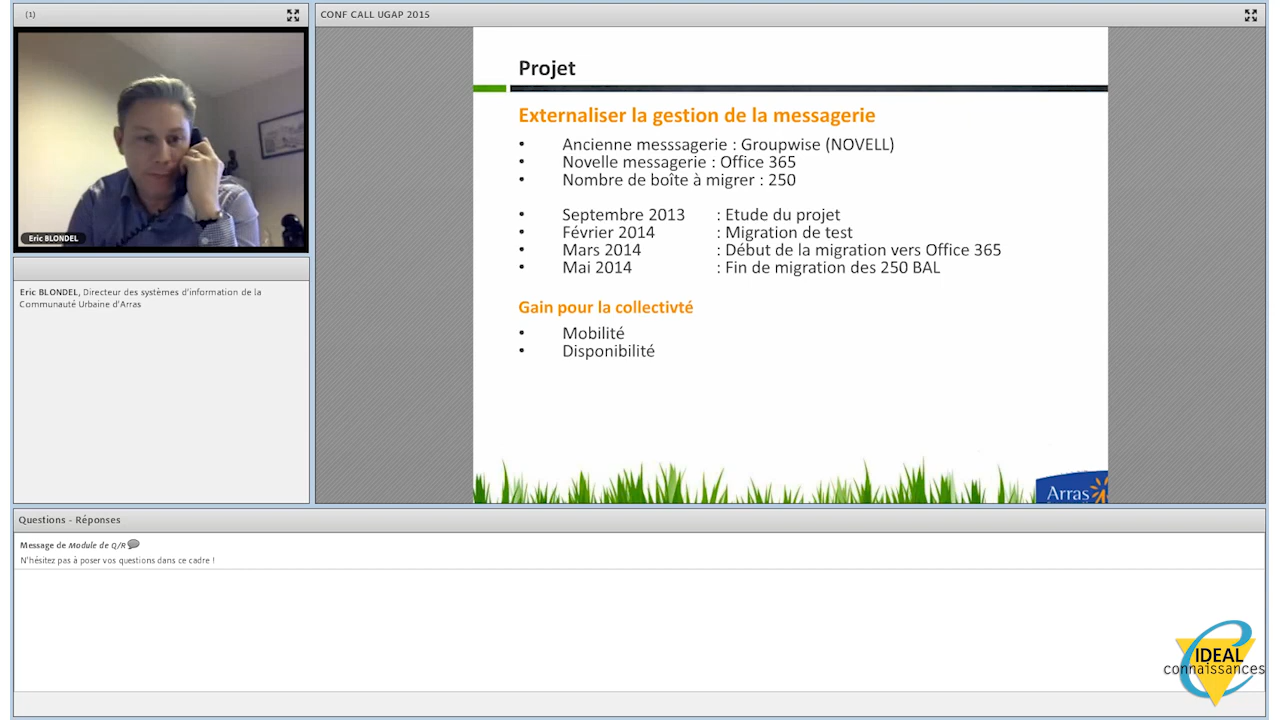 (1)
CONF CALL UGAP 2015
Eric BLONDEL
Eric BLONDEL, Directeur des systèmes d'information de la
Communauté Urbaine d'Arras
Projet
Externaliser la gestion de la messagerie
• Ancienne messsagerie : Groupwise (NOVELL)
• Novelle messagerie : Office 365
• Nombre de boîte à migrer : 250
• Septembre 2013 : Etude du projet
• Février 2014 : Migration de test
• Mars 2014 : Début de la migration vers Office 365
• Mai 2014 : Fin de migration des 250 BAL
Gain pour la collectivté
• Mobilité
• Disponibilité
Arras
Questions - Réponses
Message de Module de Q/R
N'hésitez pas à poser vos questions dans ce cadre !
IDEAL
connaissances